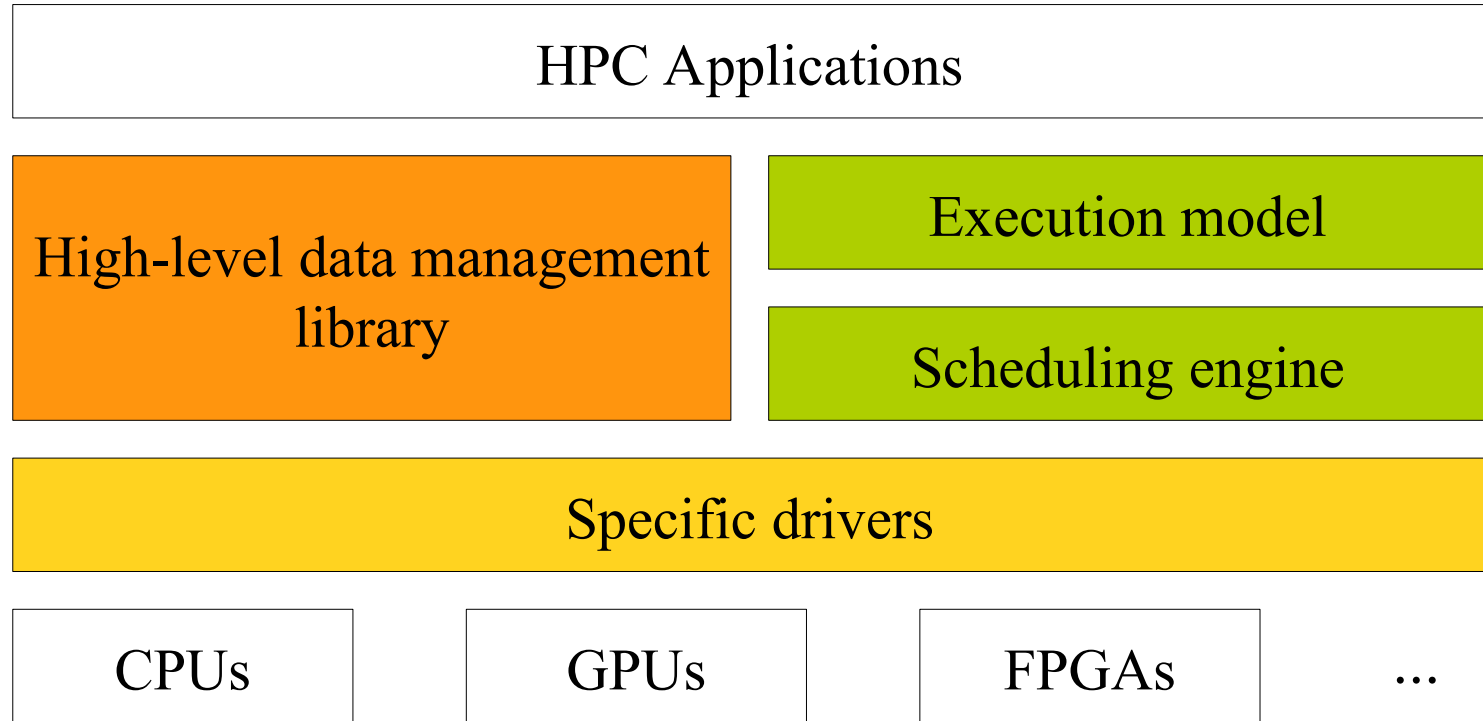 HPC Applications
High-level data management
library
Execution model
Scheduling engine
Specific drivers
CPUs
GPUs
FPGAs
...